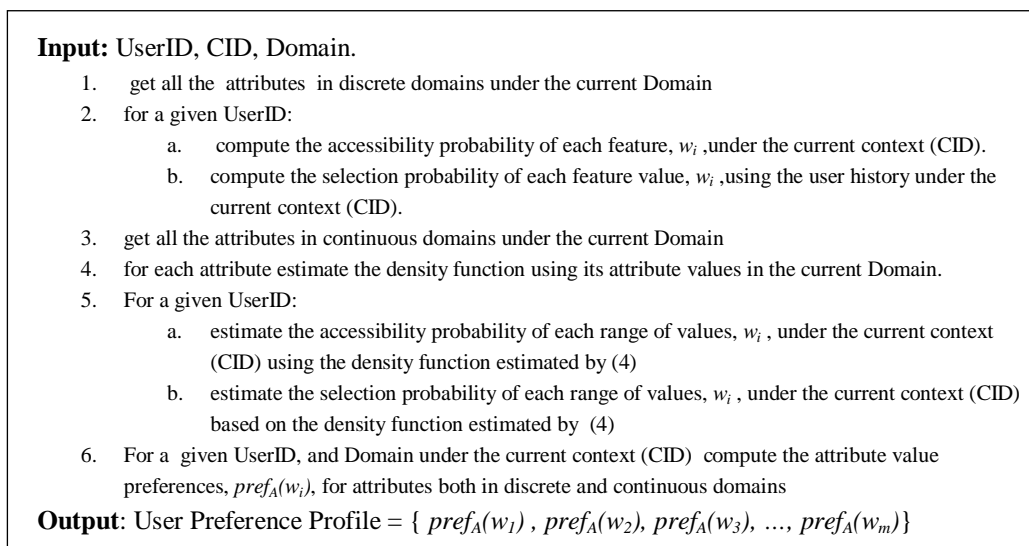 Input: UserID, CID, Domain.
1. get all the attributes in discrete domains under the current Domain
2. for a given UserID:
a. compute the accessibility probability of each feature, wi ,under the current context (CID).
b. compute the selection probability of each feature value, wi ,using the user history under the
current context (CID).
3. get all the attributes in continuous domains under the current Domain
4. for each attribute estimate the density function using its attribute values in the current Domain.
5. For a given UserID:
a. estimate the accessibility probability of each range of values, wi , under the current context
(CID) using the density function estimated by (4)
b. estimate the selection probability of each range of values, wi , under the current context (CID)
based on the density function estimated by (4)
6. For a given UserID, and Domain under the current context (CID) compute the attribute value
preferences, prefA(wi), for attributes both in discrete and continuous domains
Output: User Preference Profile = { prefA(w1) , prefA(w2), prefA(w3), ..., prefA(wm)}